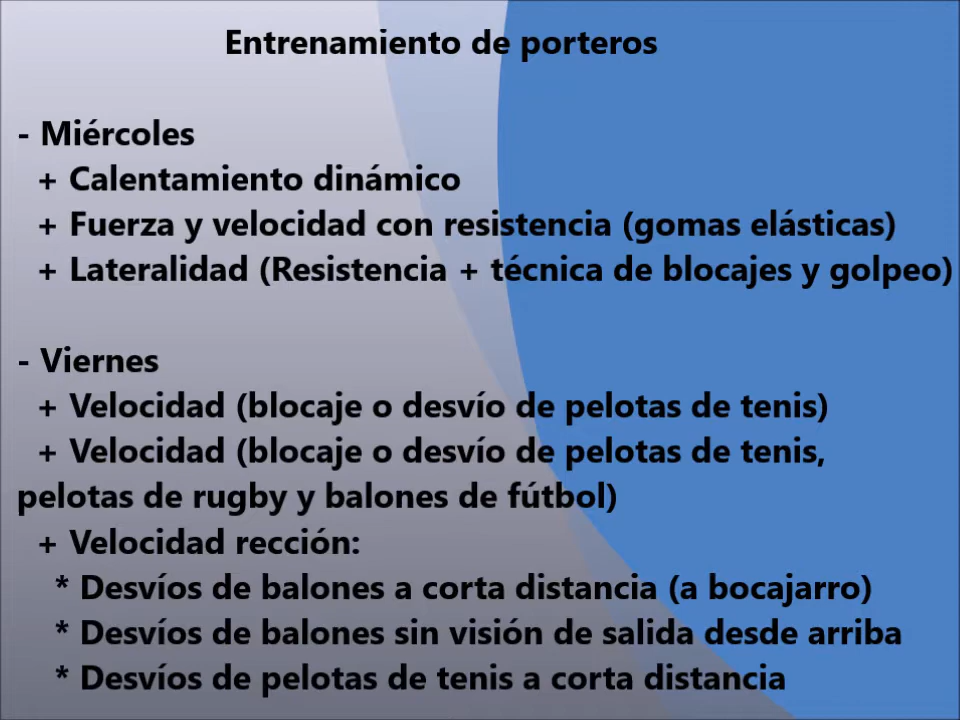 Entrenamiento de porteros
- Miércoles
+ Calentamiento dinámico
+ Fuerza y velocidad con resistencia (gomas elásticas)
+ Lateralidad (Resistencia + técnica de blocajes y golpeo)
- Viernes
+ Velocidad (blocaje o desvío de pelotas de tenis)
+ Velocidad (blocaje o desvío de pelotas de tenis,
pelotas de rugby y balones de fútbol)
+ Velocidad rección:
* Desvíos de balones a corta distancia (a bocajarro)
* Desvíos de balones sin visión de salida desde arriba
* Desvíos de pelotas de tenis a corta distancia